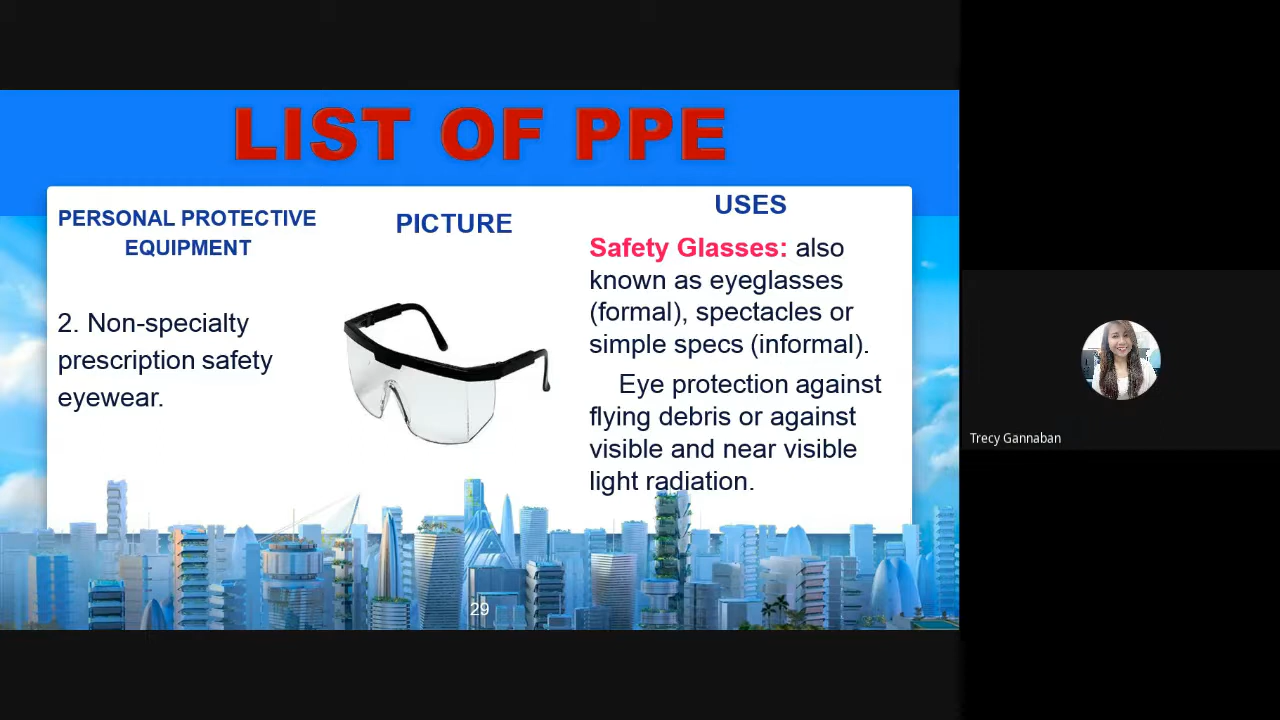 LIST OF PPE
PERSONAL PROTECTIVE
EQUIPMENT
PICTURE
USES
2. Non-specialty
prescription safety
eyewear.
Safety Glasses: also
known as eyeglasses
(formal), spectacles or
simple specs (informal).
Eye protection against
flying debris or against
visible and near visible
light radiation.
29
Trecy Gannaban